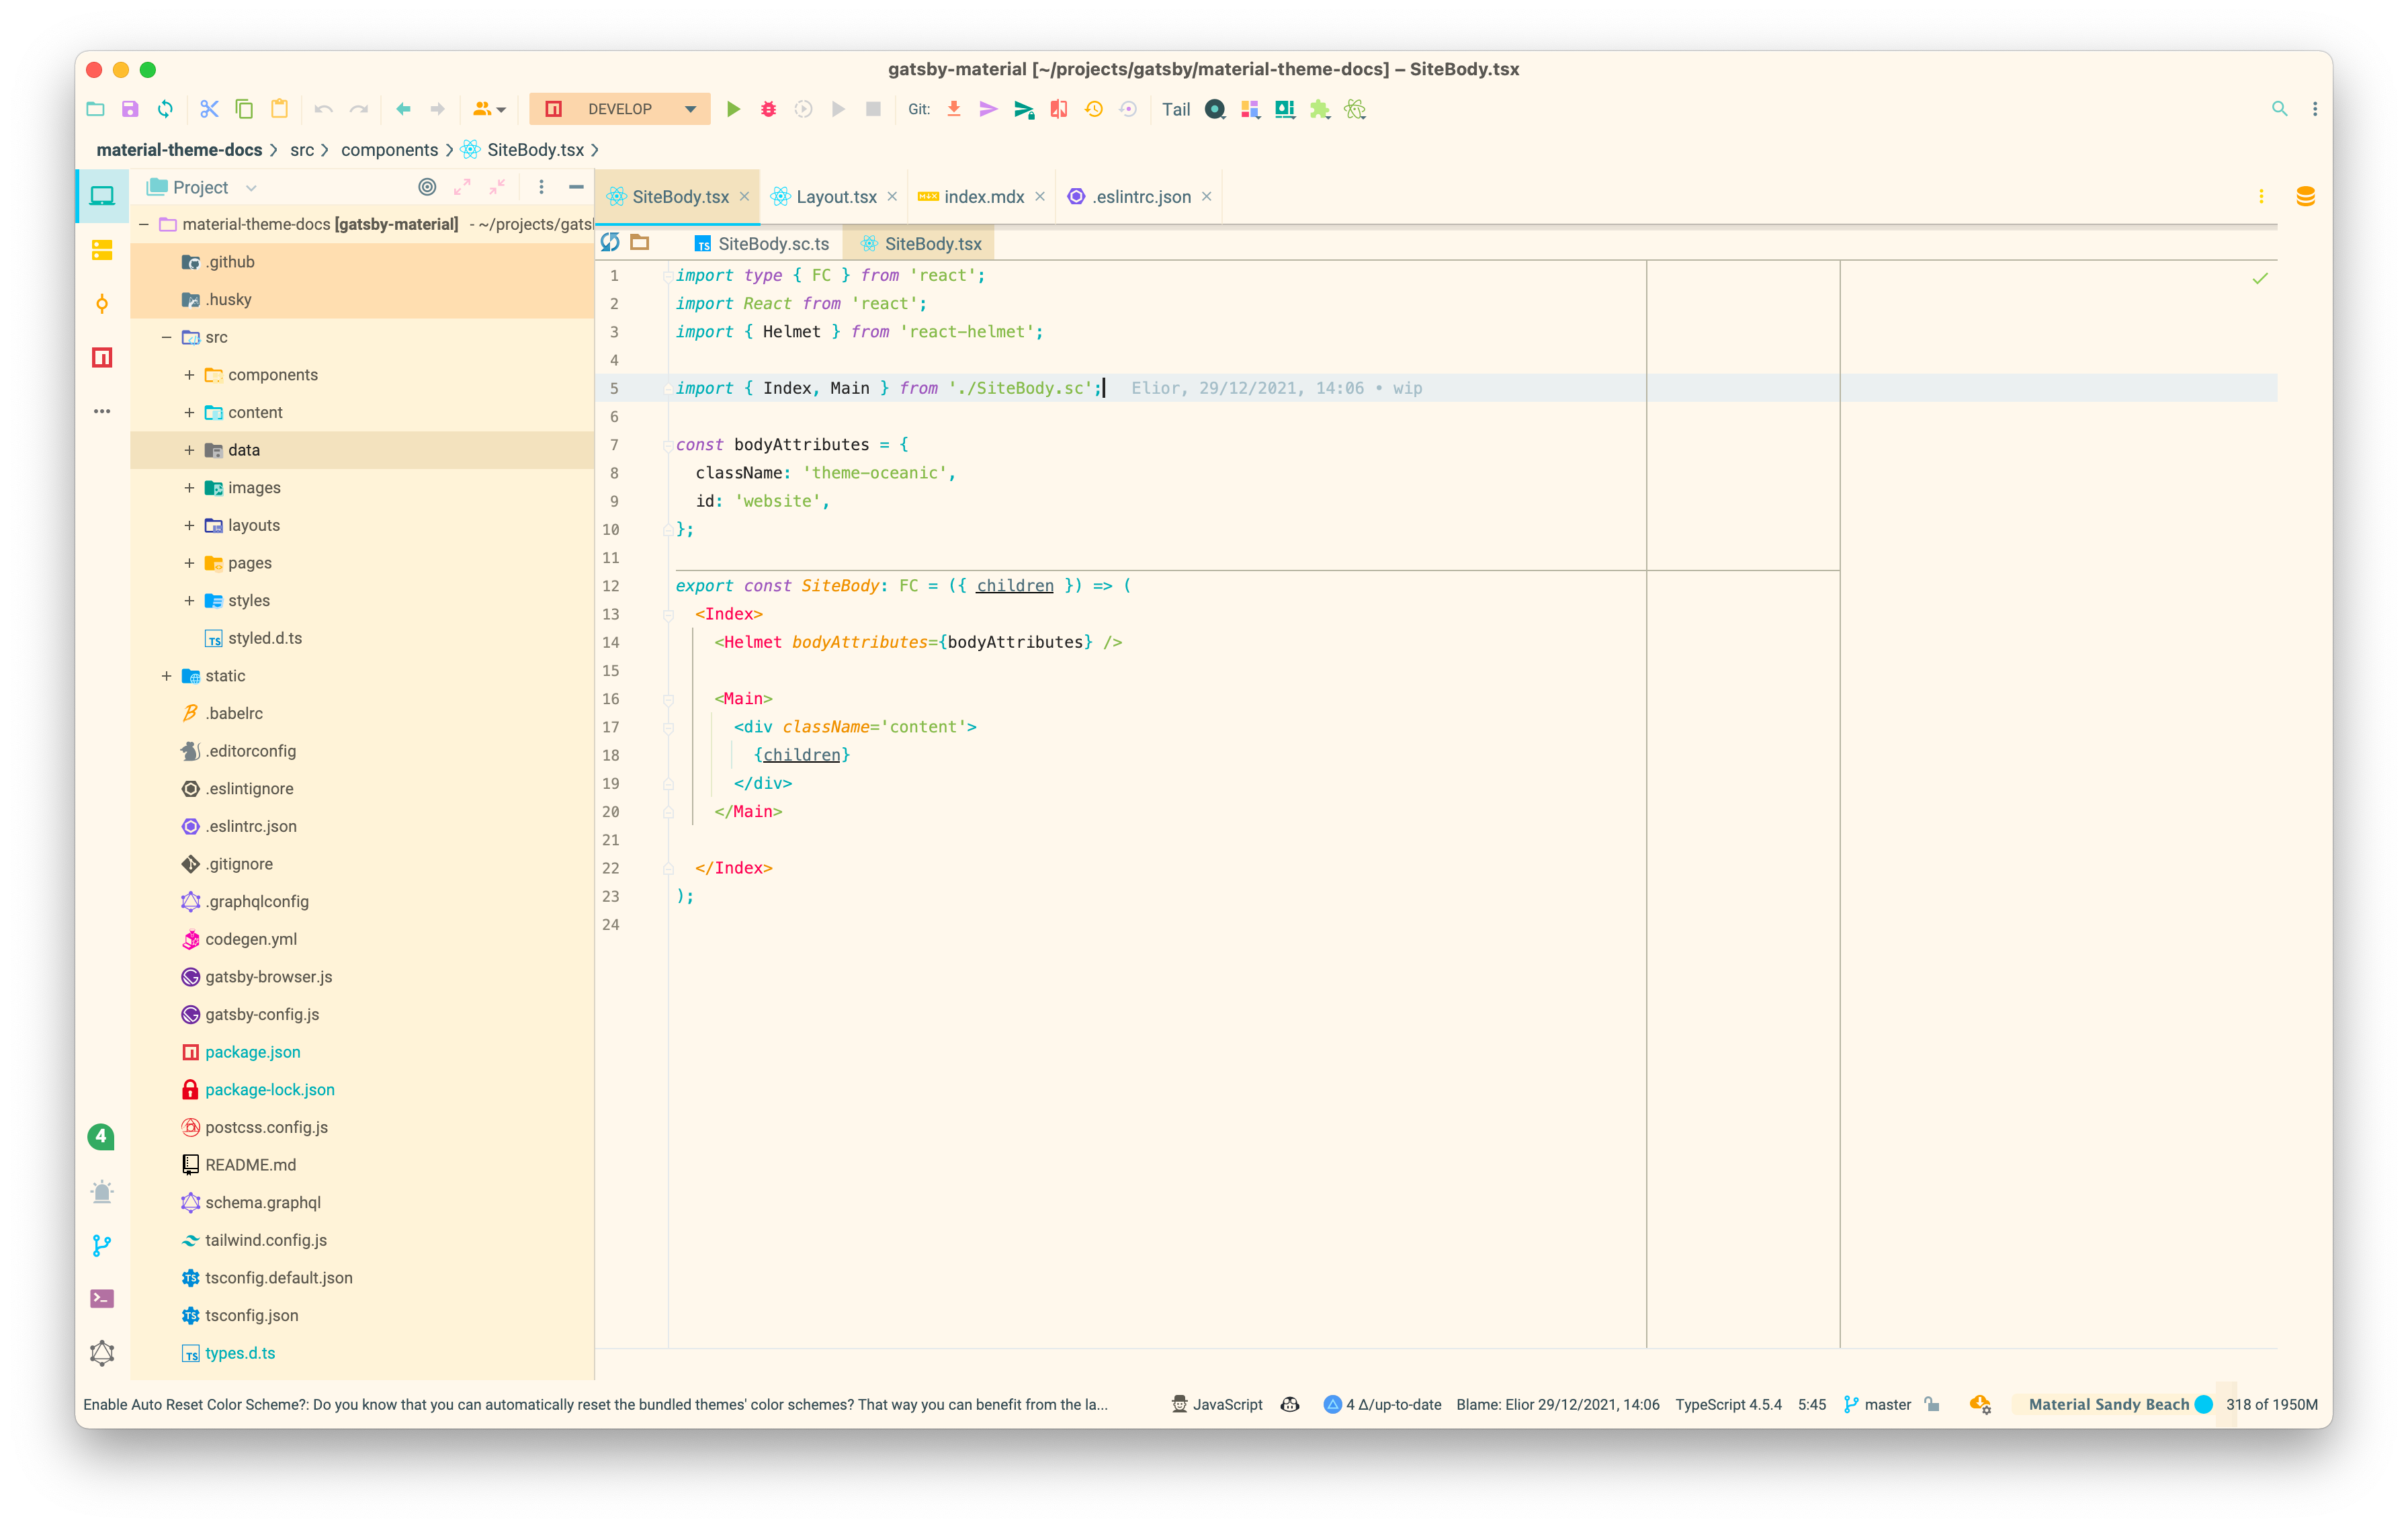 gatsby-material [~/projects/gatsby/material-theme-docs] – SiteBody.tsx
DEVELOP Git: Tail
material-theme-docs src components SiteBody.tsx
Project
SiteBody.tsx Layout.tsx index.mdx .eslintrc.json
SiteBody.sc.ts SiteBody.tsx
material-theme-docs [gatsby-material] - ~/projects/gats
.github
.husky
src
components
content
data
images
layouts
pages
styles
styled.d.ts
static
.babelrc
.editorconfig
.eslintignore
.eslintrc.json
.gitignore
.graphqlconfig
codegen.yml
gatsby-browser.js
gatsby-config.js
package.json
package-lock.json
postcss.config.js
README.md
schema.graphql
tailwind.config.js
tsconfig.default.json
tsconfig.json
types.d.ts
4
1 import type { FC } from 'react';
2 import React from 'react';
3 import { Helmet } from 'react-helmet';
4
5 import { Index, Main } from './SiteBody.sc'; Elior, 29/12/2021, 14:06 • wip
6
7 const bodyAttributes = {
8 className: 'theme-oceanic',
9 id: 'website',
10 };
11
12 export const SiteBody: FC = ({ children }) => (
13 <Index>
14 <Helmet bodyAttributes={bodyAttributes} />
15
16 <Main>
17 <div className='content'>
18 {children}
19 </div>
20 </Main>
21
22 </Index>
23 );
24
Enable Auto Reset Color Scheme?: Do you know that you can automatically reset the bundled themes' color schemes? That way you can benefit from the la... JavaScript 4 Δ/up-to-date Blame: Elior 29/12/2021, 14:06 TypeScript 4.5.4 5:45 master Material Sandy Beach 318 of 1950M